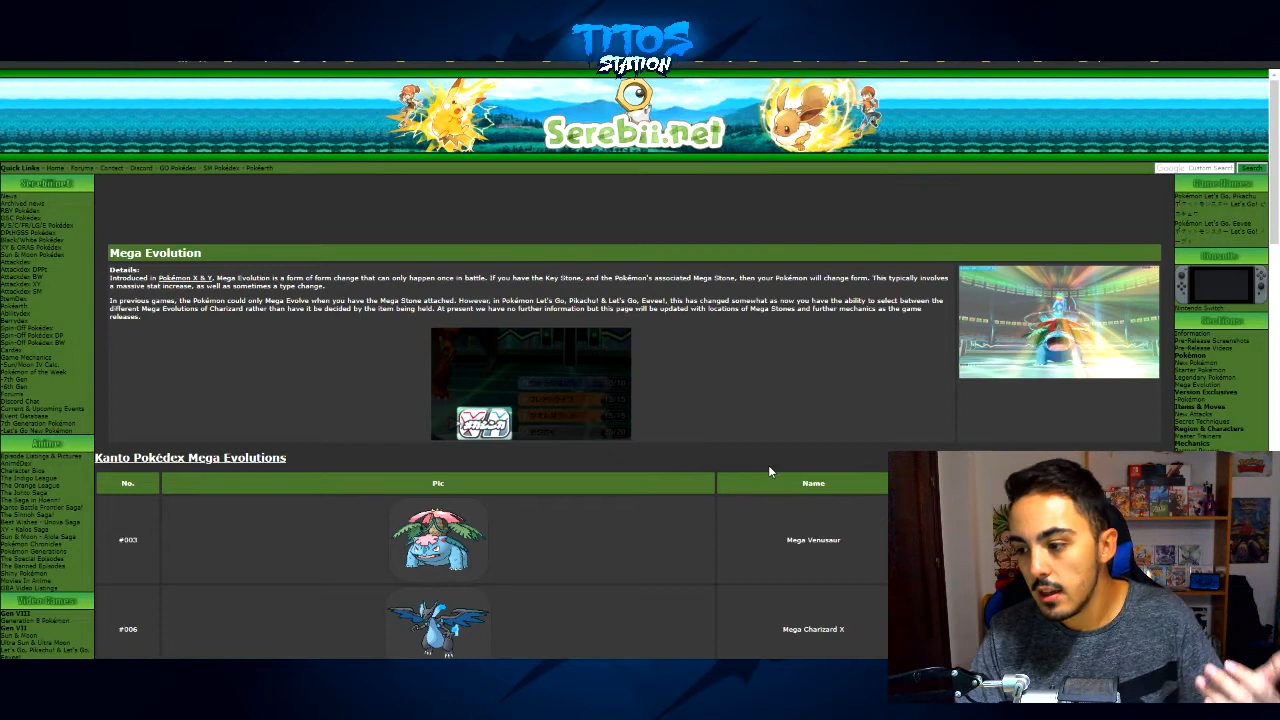 TITOS
STATION
Serebii.net
Quick Links - Home - Forums - Contact - Discord - GO Pokédex - SM Pokédex - Pokéarth
Google Custom Search
Search
Serebii.net
News
Archived news
RBY Pokédex
GSC Pokédex
R/S/C/FR/LG/E Pokédex
DPtHGSS Pokédex
Black/White Pokédex
XY & ORAS Pokédex
Sun & Moon Pokédex
Attackdex
Attackdex DPPt
Attackdex BW
Attackdex XY
Attackdex SM
ItemDex
Pokéarth
Abilitydex
Berrydex
Spin-Off Pokédex
Spin-Off Pokédex DP
Spin-Off Pokédex BW
Cardex
Game Mechanics
-Sun/Moon IV Calc.
Pokémon of the Week
-7th Gen
-6th Gen
Forums
Discord Chat
Current & Upcoming Events
Event Database
7th Generation Pokémon
-Let's Go New Pokémon
Anime
Episode Listings & Pictures
AniméDex
Character Bios
The Indigo League
The Orange League
The Johto Saga
The Saga in Hoenn!
Kanto Battle Frontier Saga!
The Sinnoh Saga!
Best Wishes - Unova Saga
XY - Kalos Saga
Sun & Moon - Alola Saga
Pokémon Chronicles
Pokémon Generations
The Special Episodes
The Banned Episodes
Shiny Pokémon
Movies In Anime
GBA Video Listings
Video Games
Gen VIII
Generation 8 Pokémon
Gen VII
Sun & Moon
Ultra Sun & Ultra Moon
Let's Go, Pikachu! & Let's Go,
Eevee!
Mega Evolution
Details:
Introduced in Pokémon X & Y, Mega Evolution is a form of form change that can only happen once in battle. If you have the Key Stone, and the Pokémon's associated Mega Stone, then your Pokémon will change form. This typically involves
a massive stat increase, as well as sometimes a type change.
In previous games, the Pokémon could only Mega Evolve when you have the Mega Stone attached. However, in Pokémon Let's Go, Pikachu! & Let's Go, Eevee!, this has changed somewhat as now you have the ability to select between the
different Mega Evolutions of Charizard rather than have it be decided by the item being held. At present we have no further information but this page will be updated with locations of Mega Stones and further mechanics as the game
releases.
Kanto Pokédex Mega Evolutions
No.
Pic
Name
#003
Mega Venusaur
#006
Mega Charizard X
Game Names:
Pokémon Let's Go, Pikachu
Pokémon Let's Go, Eevee
Consoles
Nintendo Switch
Sections:
Information
Pre-Release Screenshots
Pre-Release Videos
Pokémon
New Pokémon
Starter Pokémon
Legendary Pokémon
Mega Evolution
Version Exclusives
-Pokémon
Items & Moves
New Attacks
Secret Techniques
Region & Characters
Master Trainers
Mechanics